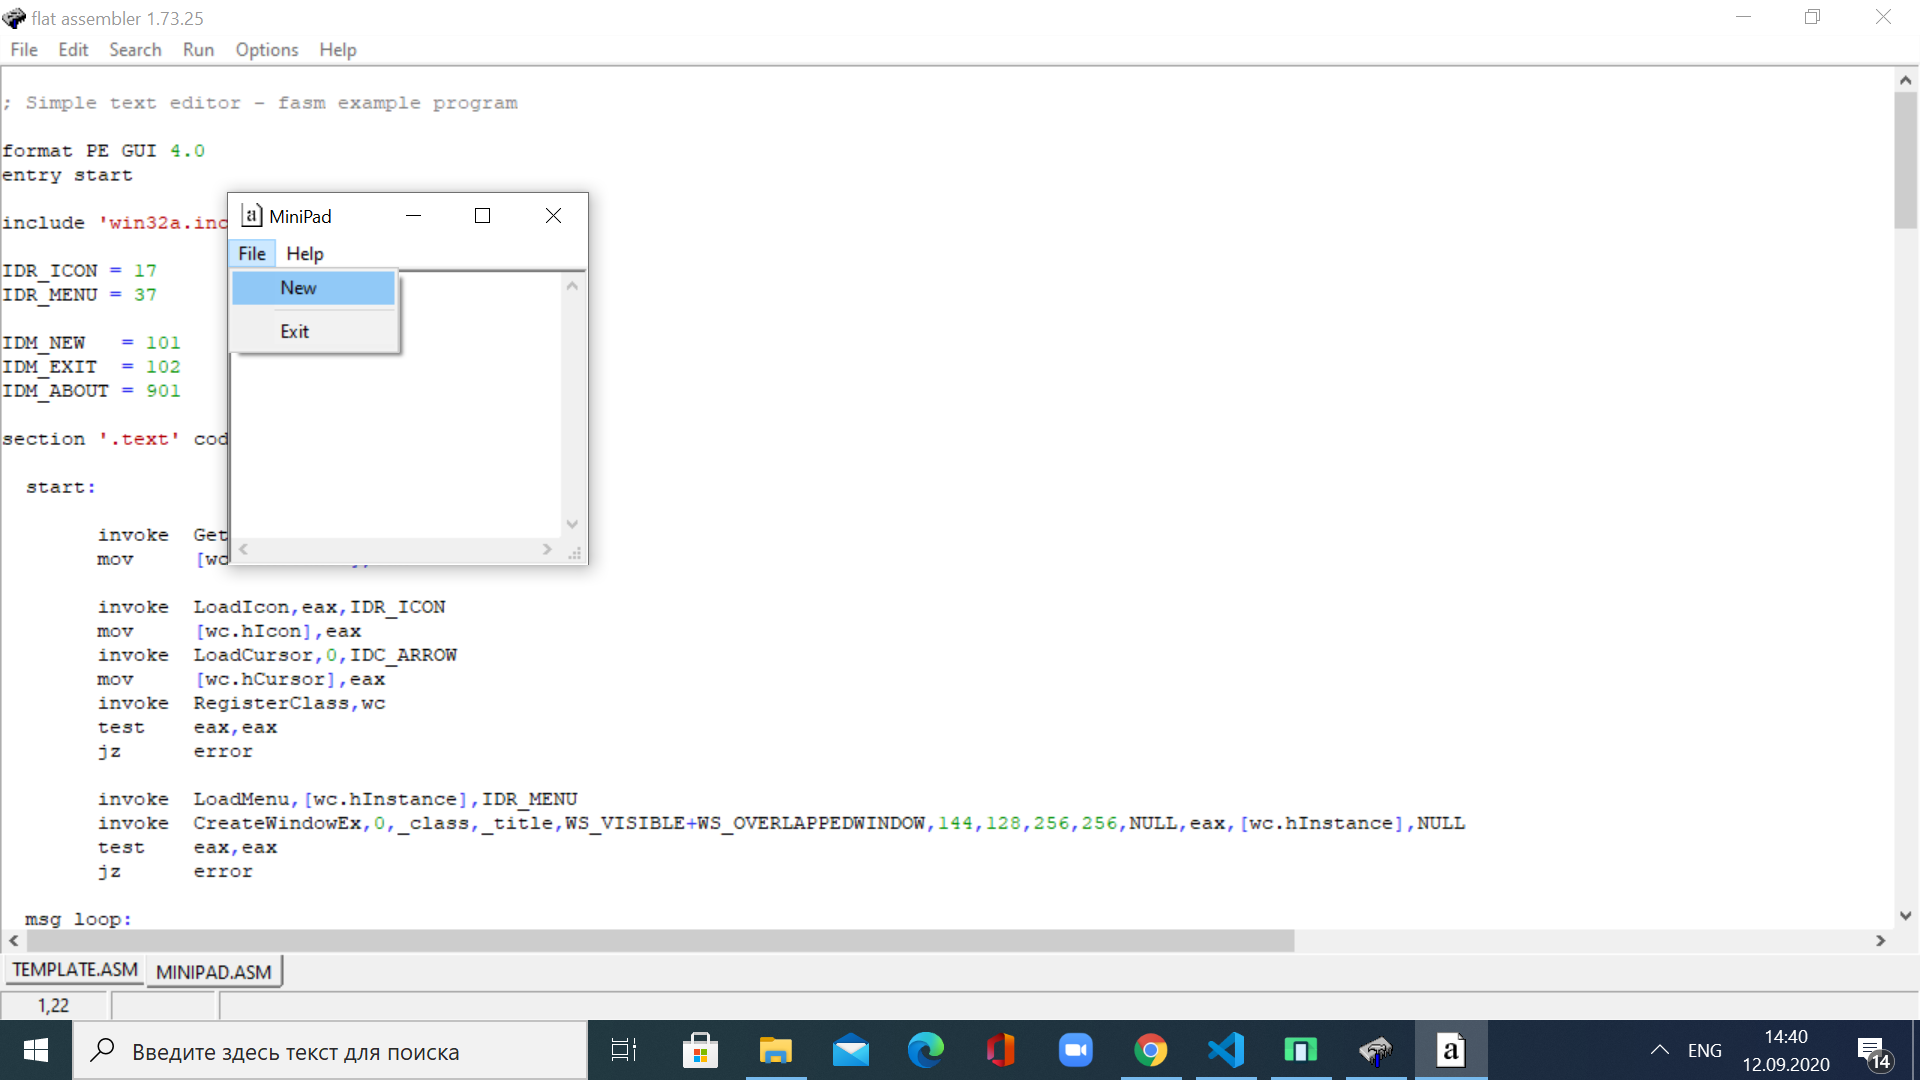 flat assembler 1.73.25
File Edit Search Run Options Help
; Simple text editor - fasm example program
format PE GUI 4.0
entry start
include 'win32a.inc
IDR_ICON = 17
IDR_MENU = 37
IDM_NEW = 101
IDM_EXIT = 102
IDM_ABOUT = 901
section '.text' cod
start:
invoke Get
mov [wc
invoke LoadIcon,eax,IDR_ICON
mov [wc.hIcon],eax
invoke LoadCursor,0,IDC_ARROW
mov [wc.hCursor],eax
invoke RegisterClass,wc
test eax,eax
jz error
invoke LoadMenu,[wc.hInstance],IDR_MENU
invoke CreateWindowEx,0,_class,_title,WS_VISIBLE+WS_OVERLAPPEDWINDOW,144,128,256,256,NULL,eax,[wc.hInstance],NULL
test eax,eax
jz error
msg loop:
a MiniPad
File Help
New
Exit
TEMPLATE.ASM MINIPAD.ASM
1,22
Введите здесь текст для поиска
a
ENG
14:40
12.09.2020
14